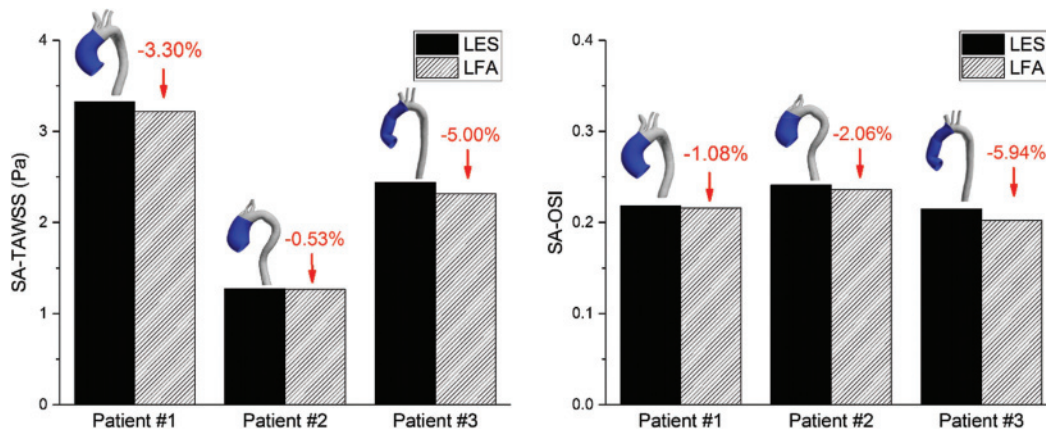 SA-TAWSS (Pa)
4
3
2
1
0
LES
LFA
-3.30%
-0.53%
-5.00%
Patient #1
Patient #2
Patient #3
SA-OSI
0.4
0.3
0.2
0.1
0.0
LES
LFA
-1.08%
-2.06%
-5.94%
Patient #1
Patient #2
Patient #3